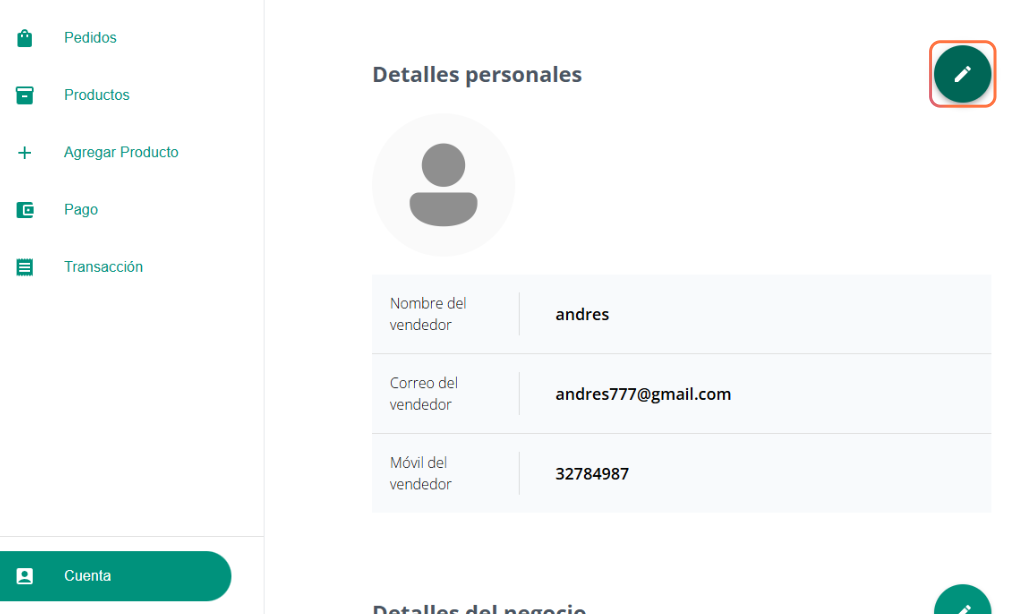 Pedidos
Productos
Agregar Producto
Pago
Transacción
Cuenta
Detalles personales
Nombre del
vendedor
andres
Correo del
vendedor
andres777@gmail.com
Móvil del
vendedor
32784987
Detalles del negocio